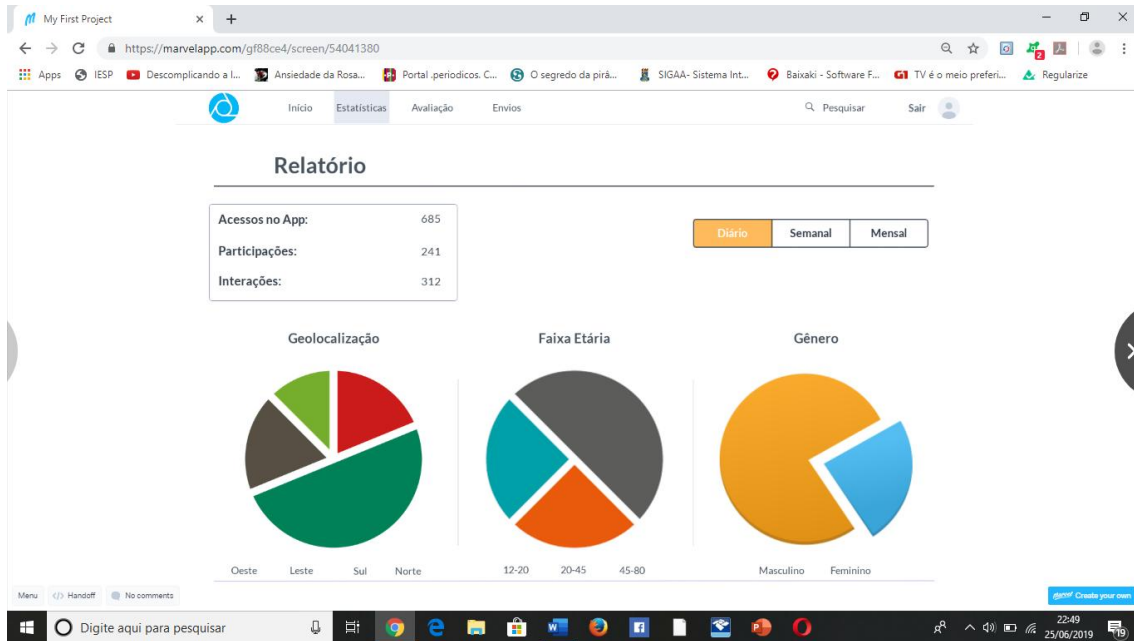 My First Project
https://marvelapp.com/gf88ce4/screen/54041380
Apps IESP Descomplicando a l... Ansiedade da Rosa... Portal .periodicos. C... O segredo da pirâ... SIGAA- Sistema Int... Baixaki - Software F... G1 TV é o meio preferi... Regularize
Início Estatísticas Avaliação Envios Pesquisar Sair
Relatório
Acessos no App: 685
Participações: 241
Interações: 312
Diário Semanal Mensal
Geolocalização Faixa Etária Gênero
Oeste Leste Sul Norte 12-20 20-45 45-80 Masculino Feminino
Menu </> Handoff No comments Create your own
Digite aqui para pesquisar
22:49
25/06/2019
19